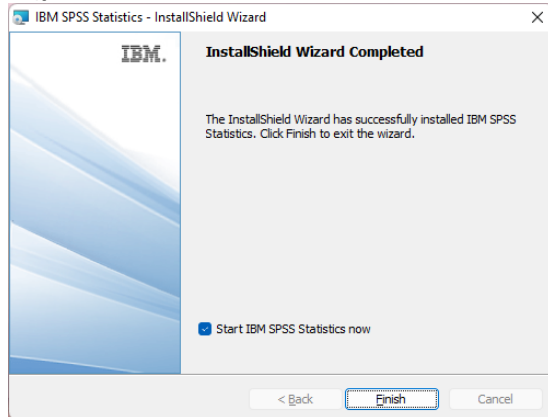 IBM SPSS Statistics - InstallShield Wizard
IBM.
InstallShield Wizard Completed
The InstallShield Wizard has successfully installed IBM SPSS
Statistics. Click Finish to exit the wizard.
Start IBM SPSS Statistics now
< Back Finish Cancel